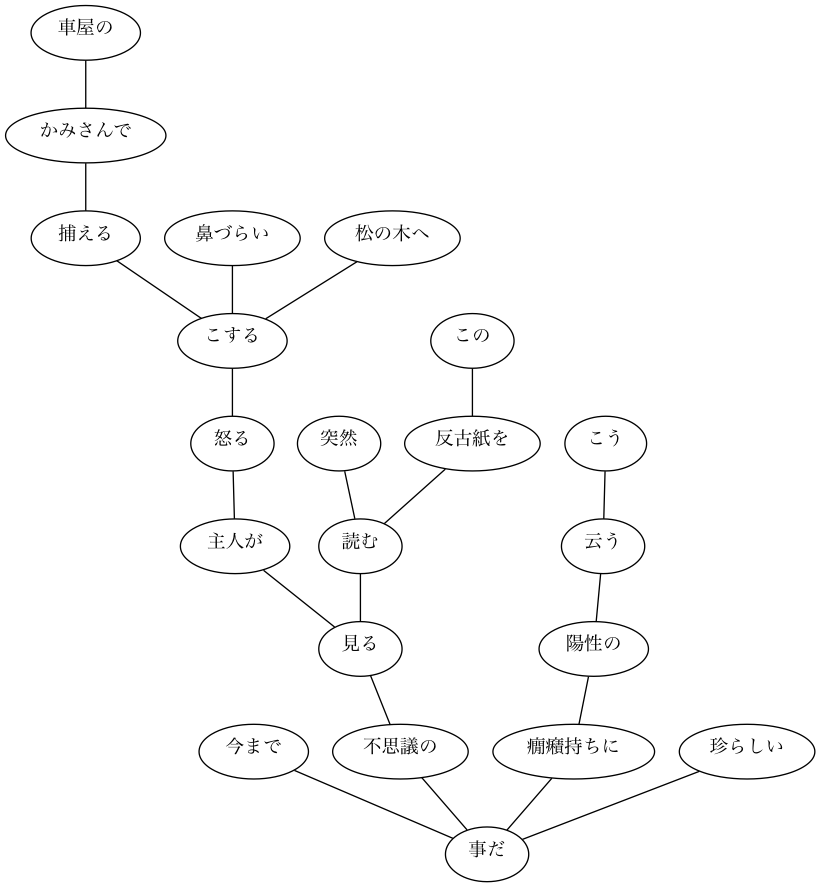 車屋の
かみさんで
捕える
鼻づらい
松の木へ
こする
この
怒る
突然
反古紙を
こう
主人が
読む
云う
見る
陽性の
今まで
不思議の
癇癪持ちに
珍らしい
事だ